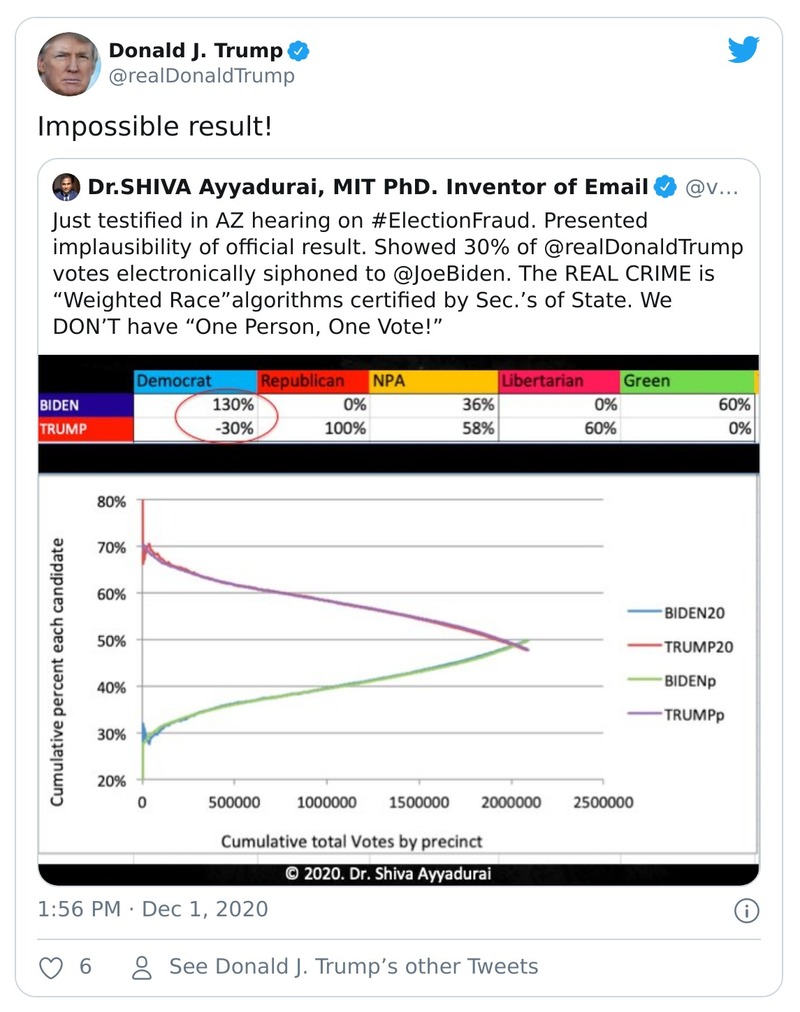 Donald J. Trump
@realDonaldTrump
Impossible result!
Dr.SHIVA Ayyadurai, MIT PhD. Inventor of Email @v...
Just testified in AZ hearing on #ElectionFraud. Presented
implausibility of official result. Showed 30% of @realDonaldTrump
votes electronically siphoned to @JoeBiden. The REAL CRIME is
“Weighted Race”algorithms certified by Sec.’s of State. We
DON’T have “One Person, One Vote!”
Democrat Republican NPA Libertarian Green
BIDEN 130% 0% 36% 0% 60%
TRUMP -30% 100% 58% 60% 0%
Cumulative percent each candidate
80%
70%
60%
50%
40%
30%
20%
0 500000 1000000 1500000 2000000 2500000
Cumulative total Votes by precinct
BIDEN20
TRUMP20
BIDENp
TRUMPp
© 2020. Dr. Shiva Ayyadurai
1:56 PM · Dec 1, 2020
6 See Donald J. Trump’s other Tweets